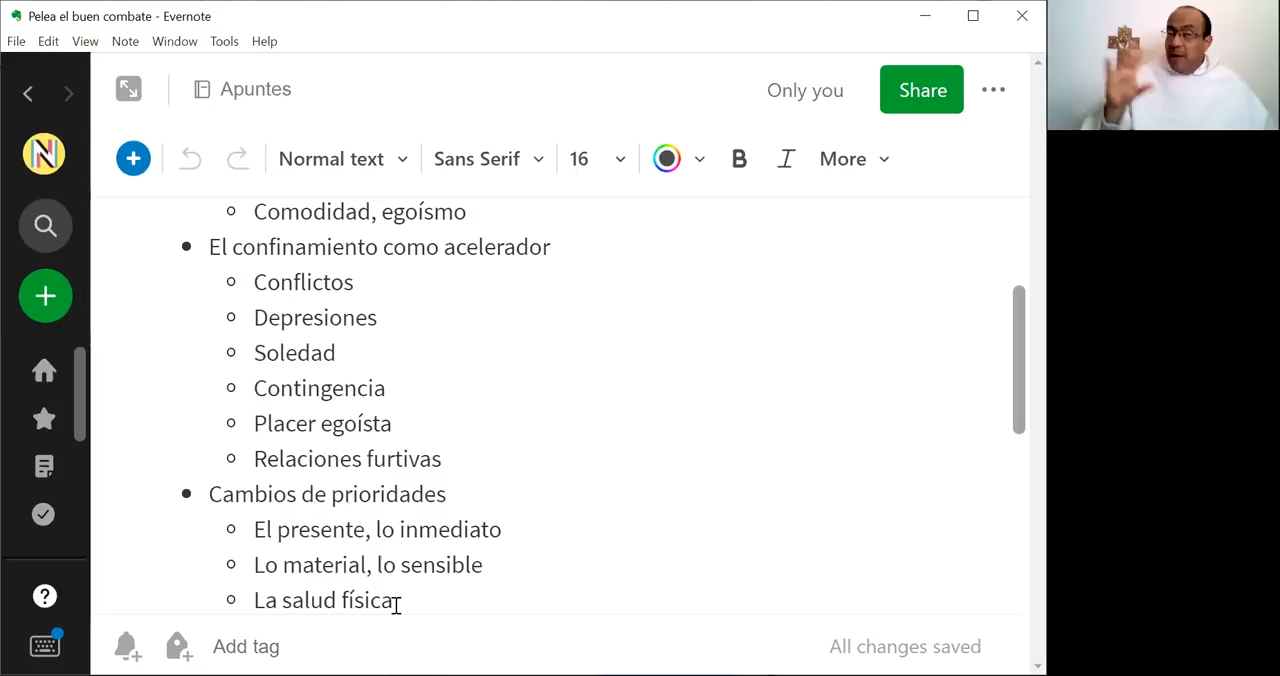 Pelea el buen combate - Evernote
File Edit View Note Window Tools Help
Apuntes
Only you
Share
Normal text
Sans Serif
16
B
I
More
Comodidad, egoísmo
El confinamiento como acelerador
Conflictos
Depresiones
Soledad
Contingencia
Placer egoísta
Relaciones furtivas
Cambios de prioridades
El presente, lo inmediato
Lo material, lo sensible
La salud física
Add tag
All changes saved